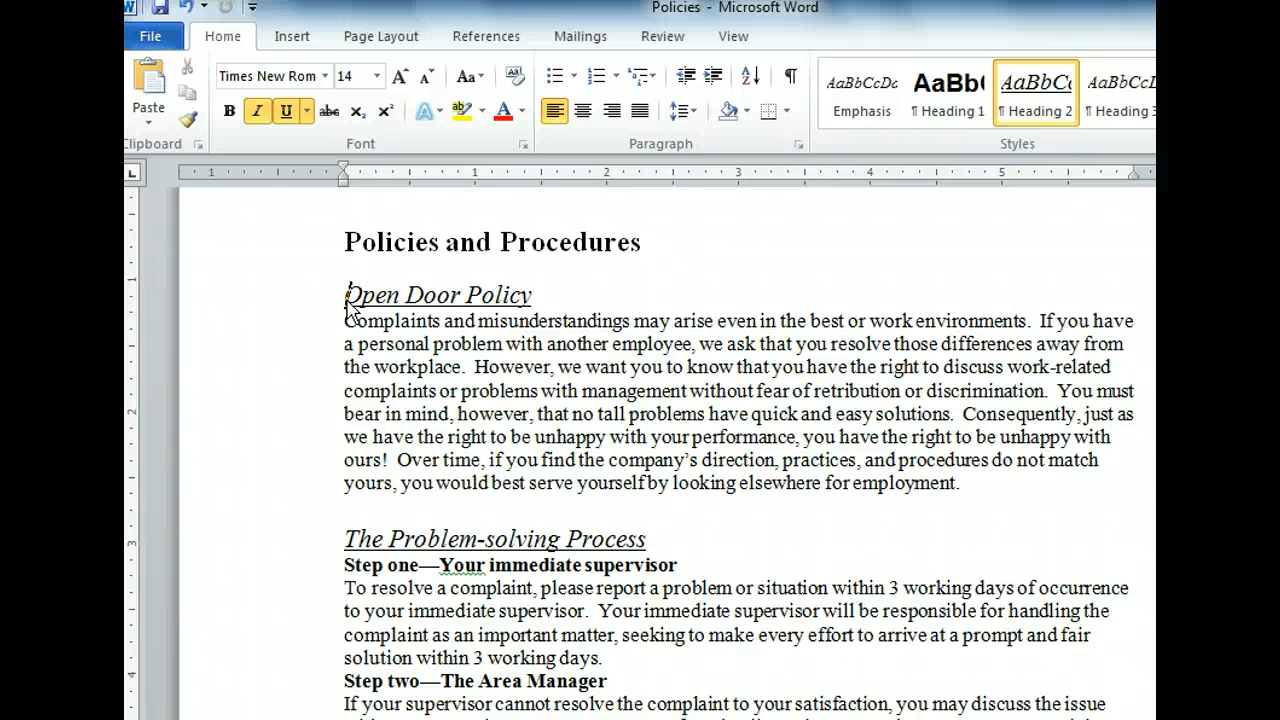 Policies - Microsoft Word
File Home Insert Page Layout References Mailings Review View
Times New Rom 14 Aa
AaBbCcDc AaBb( AaBbC( AaBbCcD
Paste
B I U abc x₂ x² A ab A
Emphasis ¶ Heading 1 ¶ Heading 2 ¶ Heading 3
Clipboard Font Paragraph Styles
1 1 2 3 4 5
Policies and Procedures
Open Door Policy
Complaints and misunderstandings may arise even in the best or work environments. If you have
a personal problem with another employee, we ask that you resolve those differences away from
the workplace. However, we want you to know that you have the right to discuss work-related
complaints or problems with management without fear of retribution or discrimination. You must
bear in mind, however, that no tall problems have quick and easy solutions. Consequently, just as
we have the right to be unhappy with your performance, you have the right to be unhappy with
ours! Over time, if you find the company's direction, practices, and procedures do not match
yours, you would best serve yourself by looking elsewhere for employment.
The Problem-solving Process
Step one—Your immediate supervisor
To resolve a complaint, please report a problem or situation within 3 working days of occurrence
to your immediate supervisor. Your immediate supervisor will be responsible for handling the
complaint as an important matter, seeking to make every effort to arrive at a prompt and fair
solution within 3 working days.
Step two—The Area Manager
If your supervisor cannot resolve the complaint to your satisfaction, you may discuss the issue